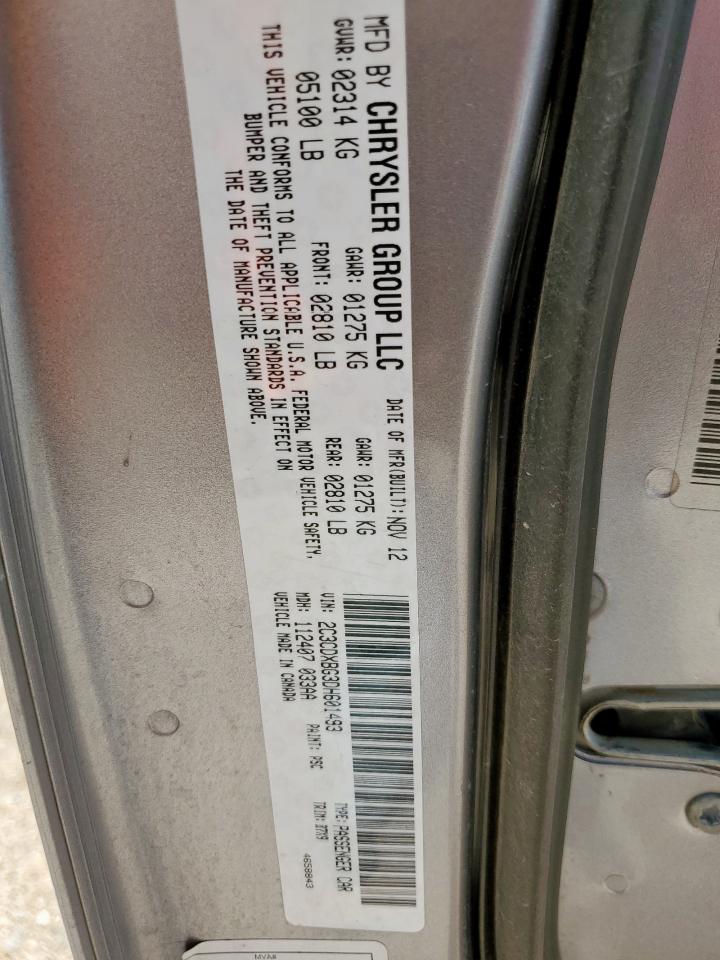 MFD BY CHRYSLER GROUP LLC
DATE OF MFR(BUILT): NOV 12
GVWR: 02314 KG
GAWR: 01275 KG
GAWR: 01275 KG
05100 LB
FRONT: 02810 LB
REAR: 02810 LB
THIS VEHICLE CONFORMS TO ALL APPLICABLE U.S.A. FEDERAL MOTOR VEHICLE SAFETY,
BUMPER AND THEFT PREVENTION STANDARDS IN EFFECT ON
THE DATE OF MANUFACTURE SHOWN ABOVE.
VIN: 2C3CDXBG3DH601493
TYPE: PASSENGER CAR
MDH: 112407 033AA
PAINT: PSC
TRIM: #7X9
VEHICLE MADE IN CANADA
4658843
MVA#